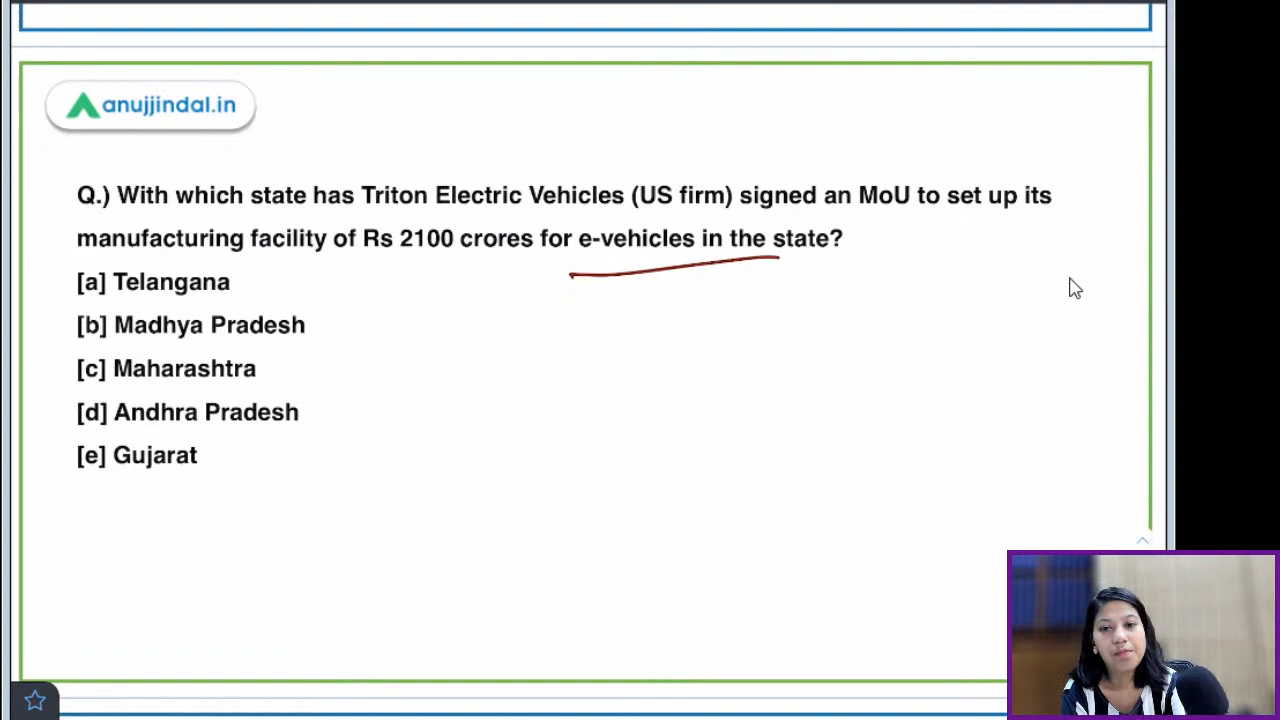 anujjindal.in
Q.) With which state has Triton Electric Vehicles (US firm) signed an MoU to set up its
manufacturing facility of Rs 2100 crores for e-vehicles in the state?
[a] Telangana
[b] Madhya Pradesh
[c] Maharashtra
[d] Andhra Pradesh
[e] Gujarat